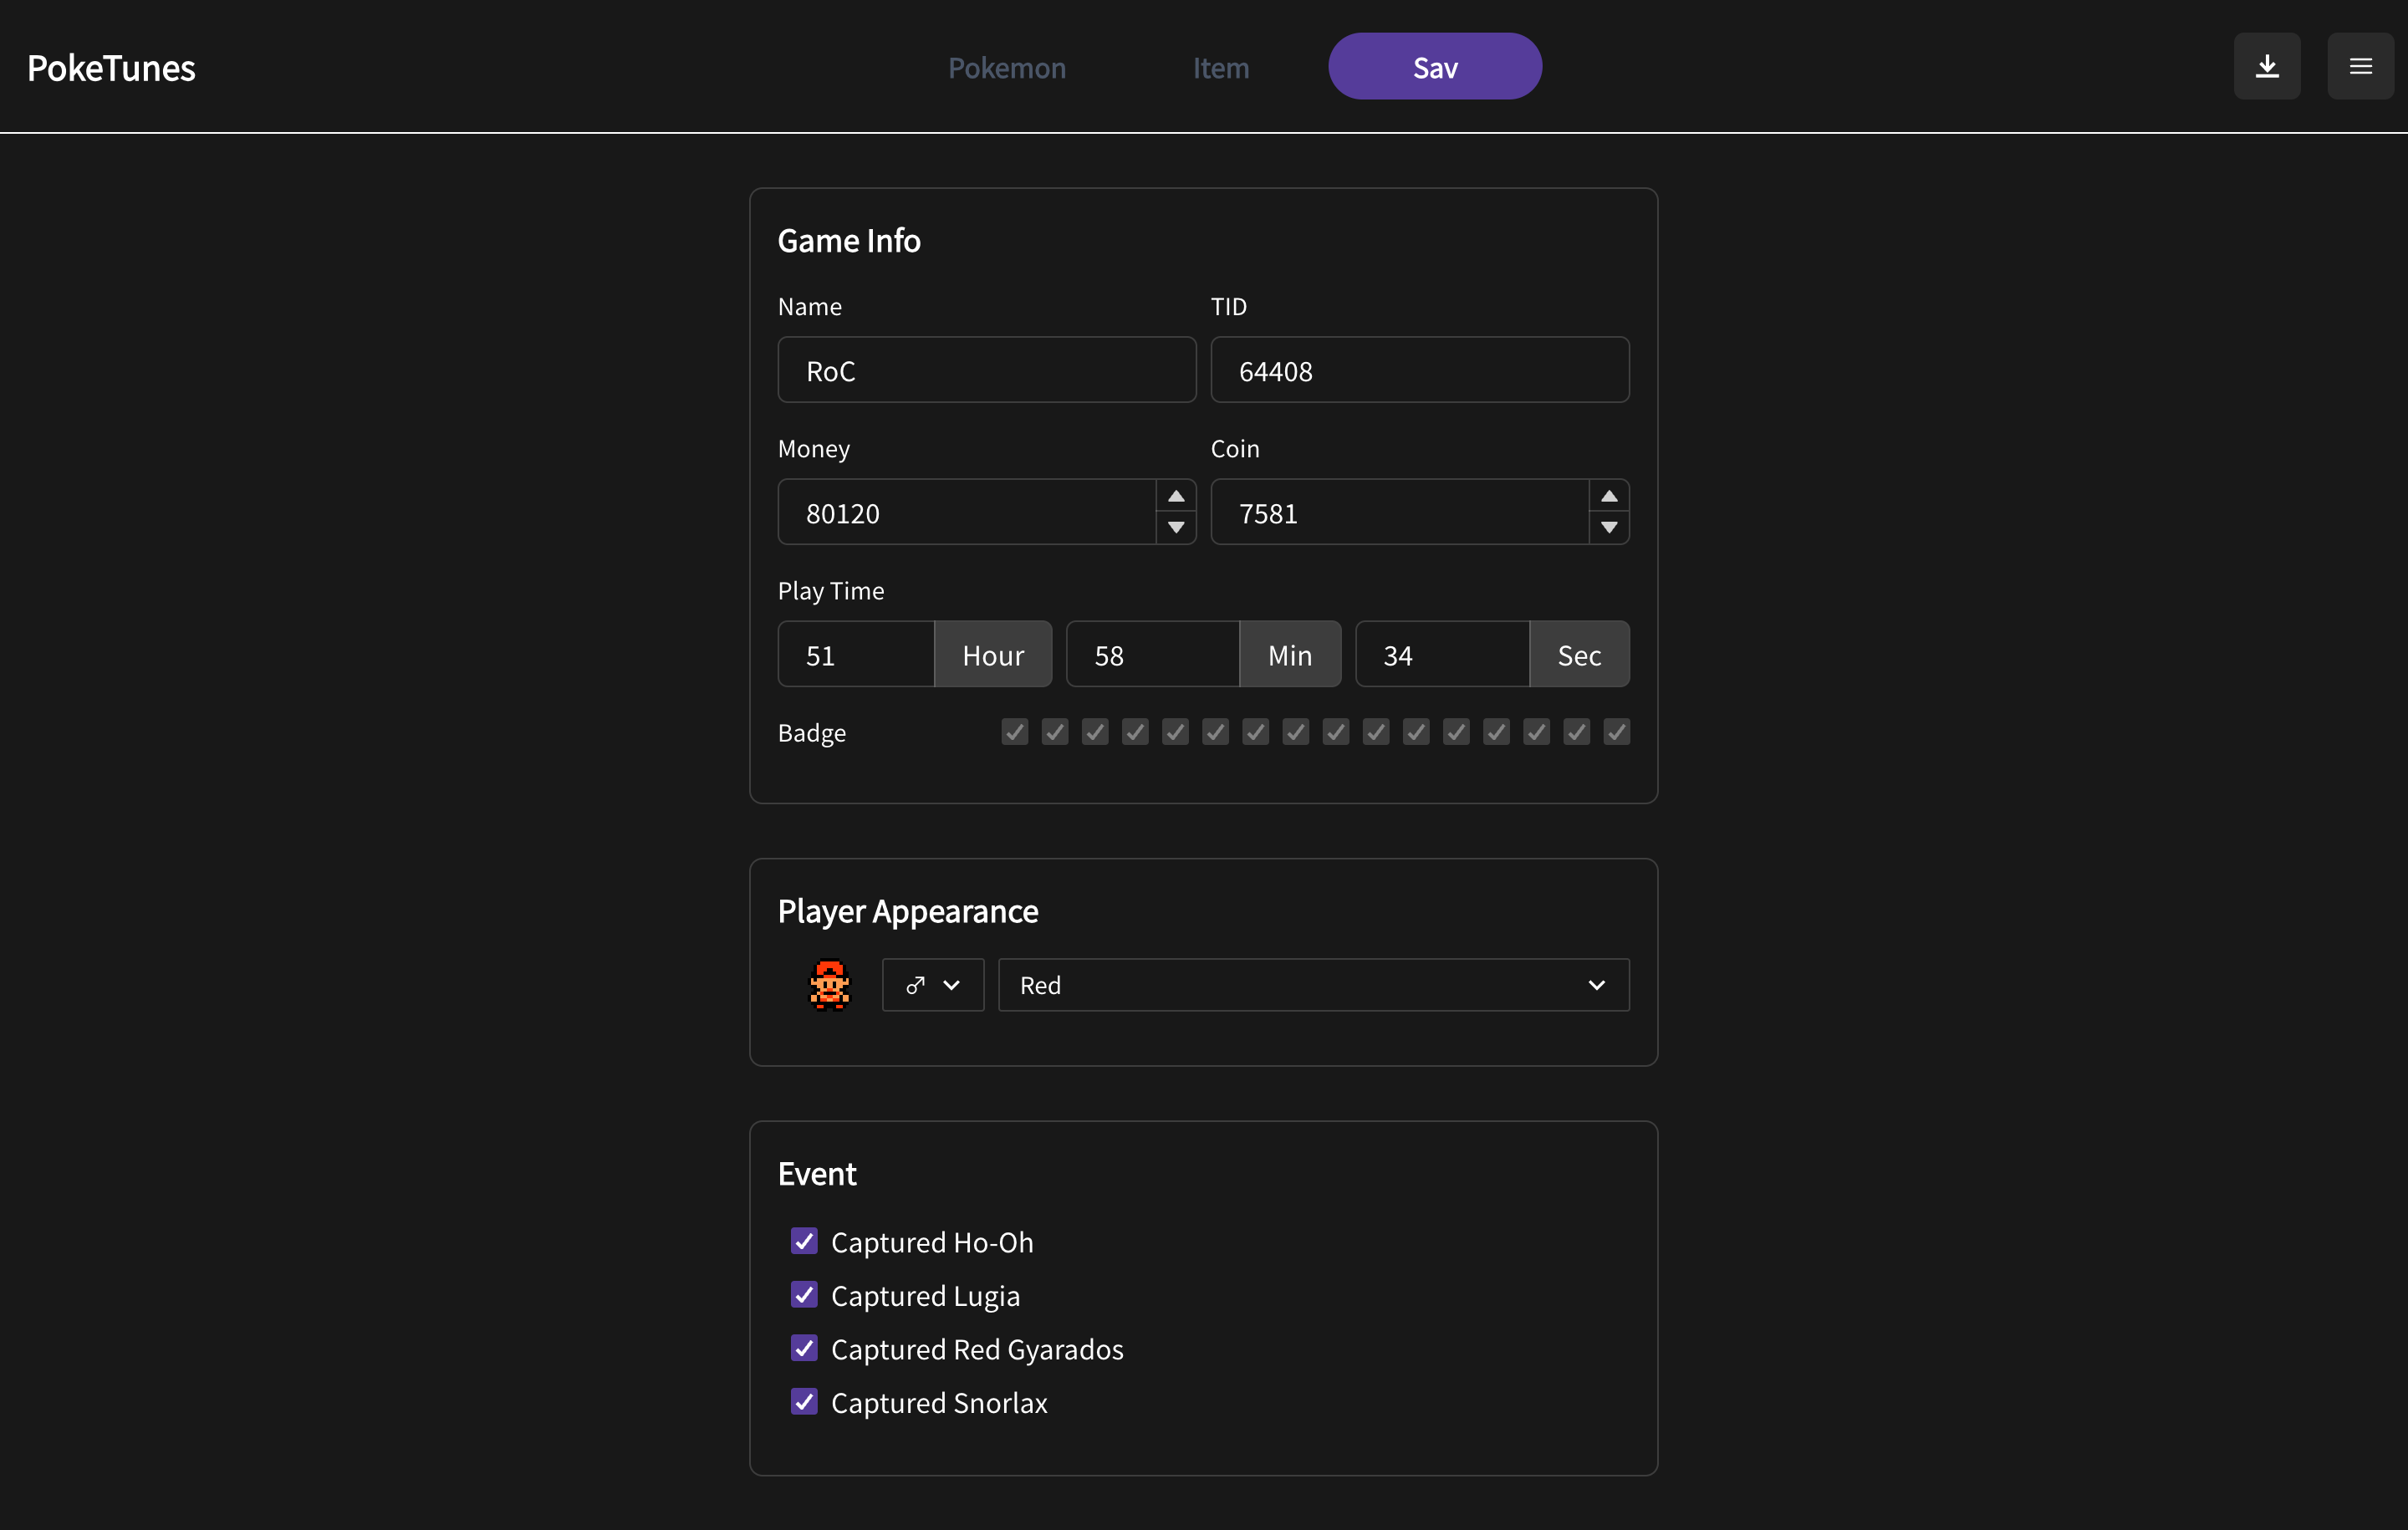 PokeTunes
Pokemon
Item
Sav
Game Info
Name
TID
RoC
64408
Money
Coin
80120
7581
Play Time
51
Hour
58
Min
34
Sec
Badge
Player Appearance
♂
Red
Event
Captured Ho-Oh
Captured Lugia
Captured Red Gyarados
Captured Snorlax